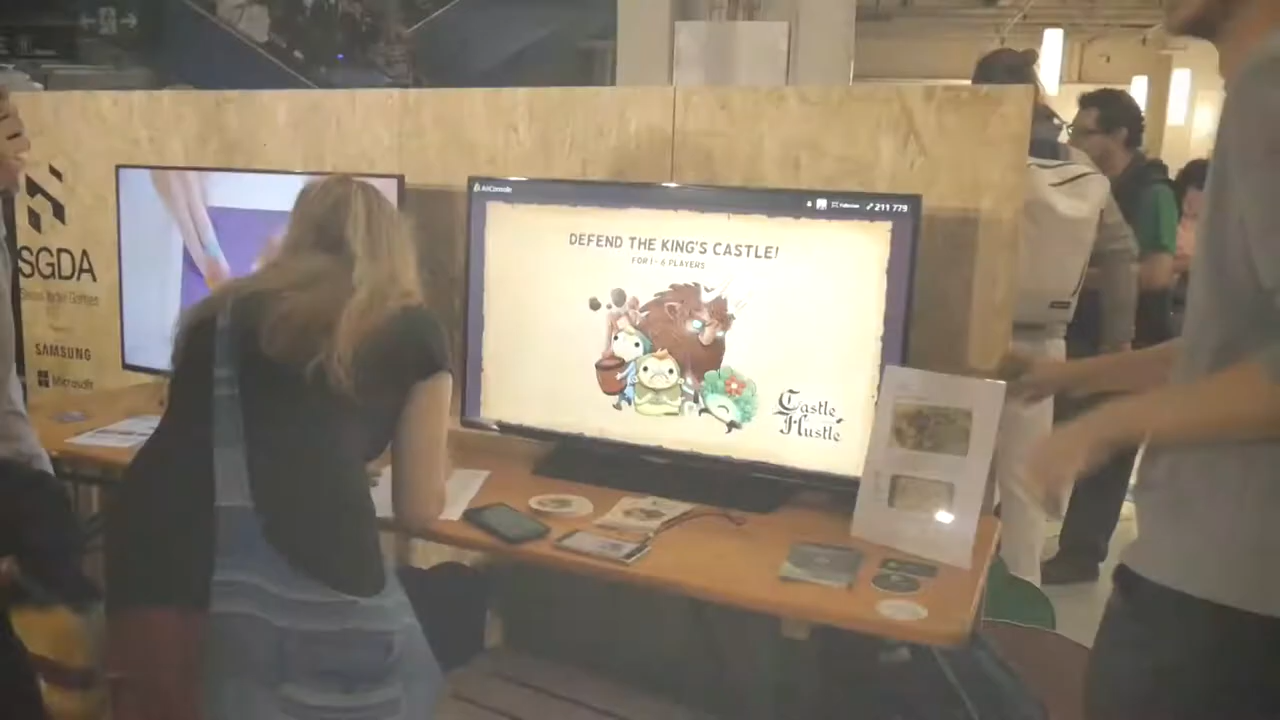 AirConsole
211 779
DEFEND THE KING'S CASTLE!
FOR 1-6 PLAYERS
Castle
Hustle
SGDA
SAMSUNG
Microsoft